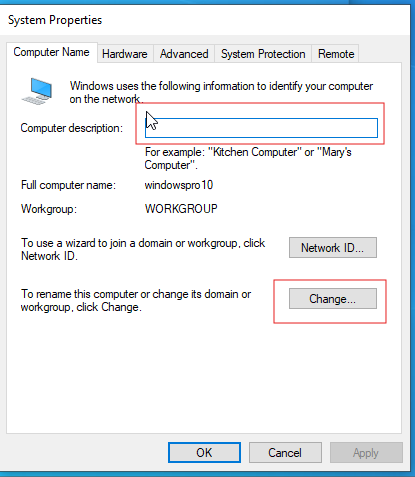 System Properties
Computer Name Hardware Advanced System Protection Remote
Windows uses the following information to identify your computer
on the network.
Computer description:
For example: "Kitchen Computer" or "Mary's
Computer".
Full computer name: windowspro10
Workgroup: WORKGROUP
To use a wizard to join a domain or workgroup, click
Network ID.
Network ID...
To rename this computer or change its domain or
workgroup, click Change.
Change...
OK Cancel Apply